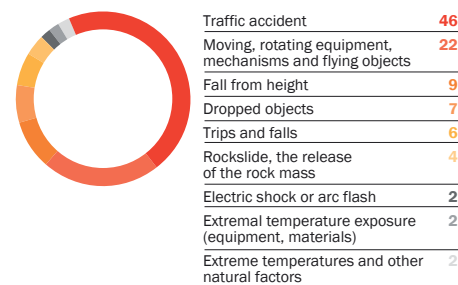 Traffic accident 46
Moving, rotating equipment, 22
mechanisms and flying objects
Fall from height 9
Dropped objects 7
Trips and falls 6
Rockslide, the release 4
of the rock mass
Electric shock or arc flash 2
Extremal temperature exposure 2
(equipment, materials)
Extreme temperatures and other 2
natural factors